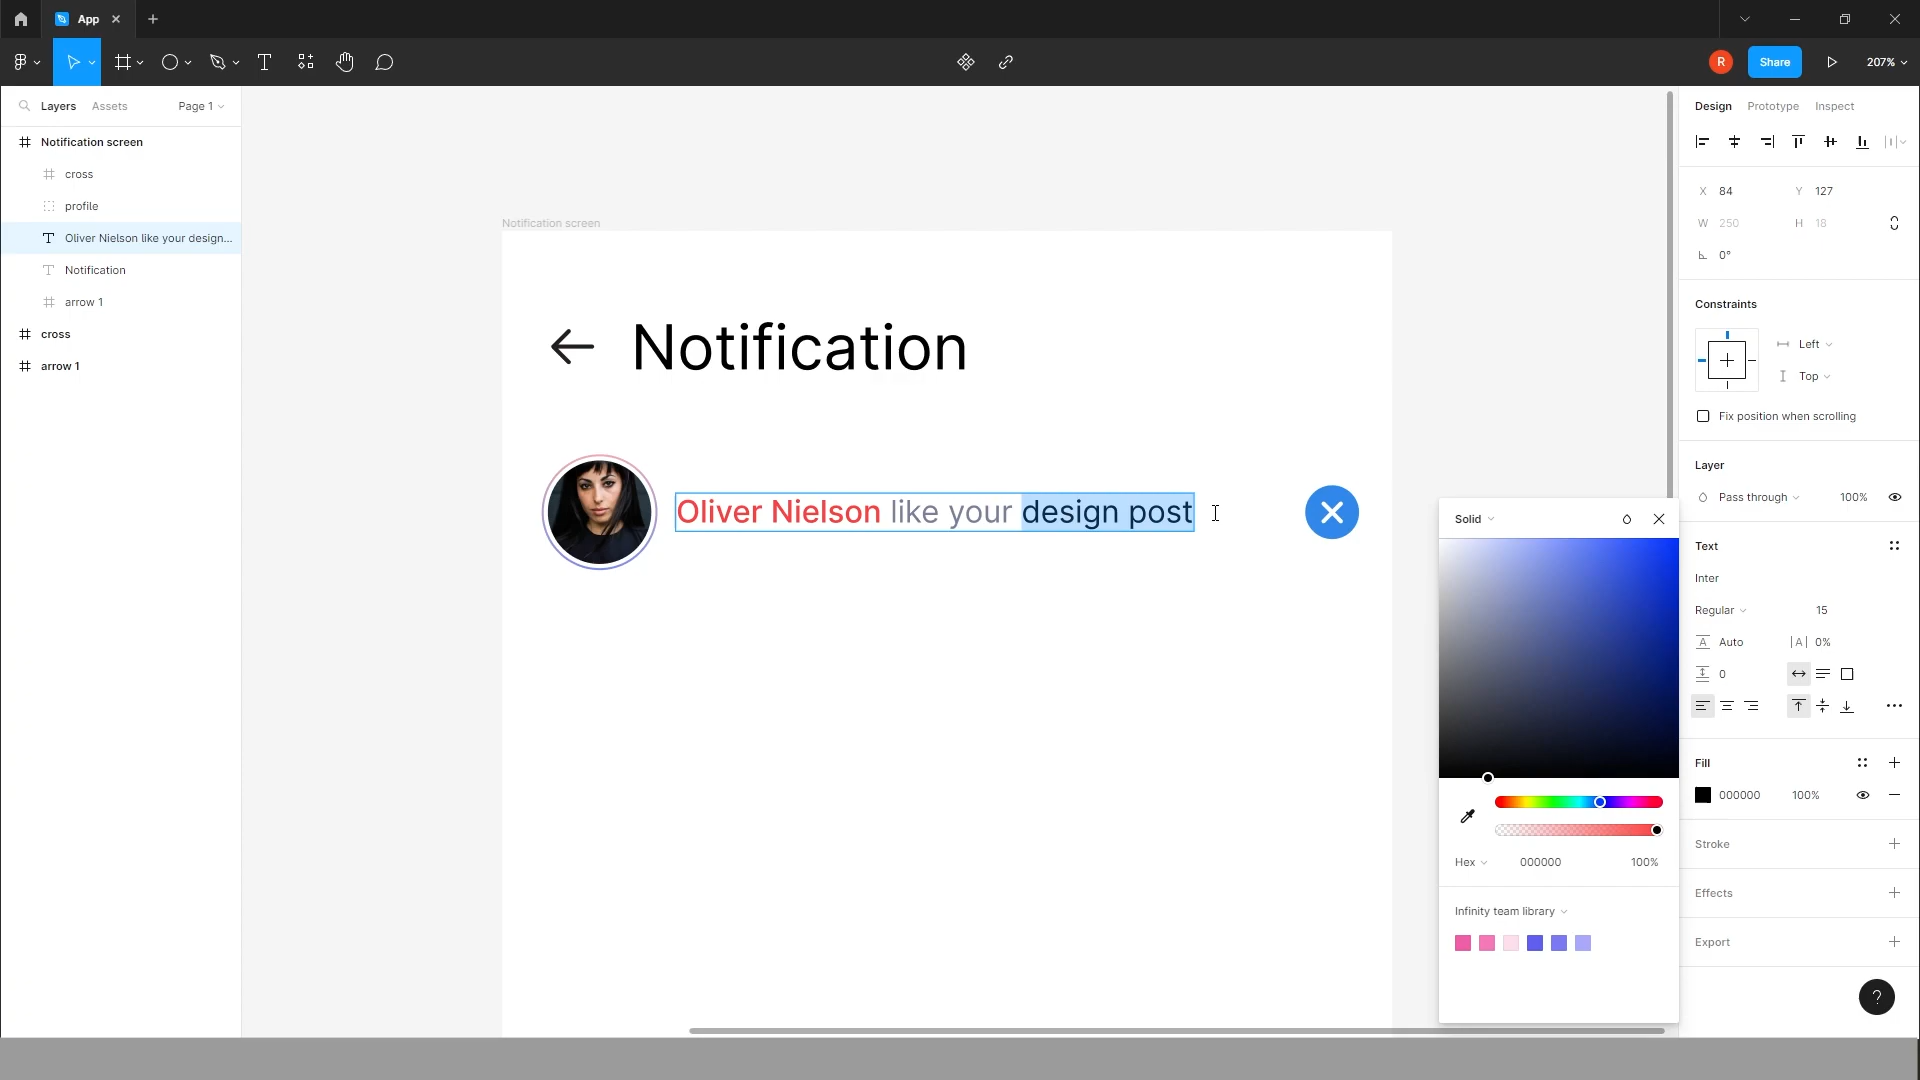 App
R
Share
207%
Layers Assets Page 1
Design Prototype Inspect
Notification screen
cross
profile
Oliver Nielson like your design...
Notification
arrow 1
cross
arrow 1
Notification screen
Notification
Oliver Nielson like your design post
X 84 Y 127
W 250 H 18
0°
Constraints
Left
Top
Fix position when scrolling
Layer
Pass through 100%
Text
Inter
Regular 15
A Auto |A| 0%
0
Fill
000000 100%
Stroke
Effects
Export
Solid
Hex 000000 100%
Infinity team library
?